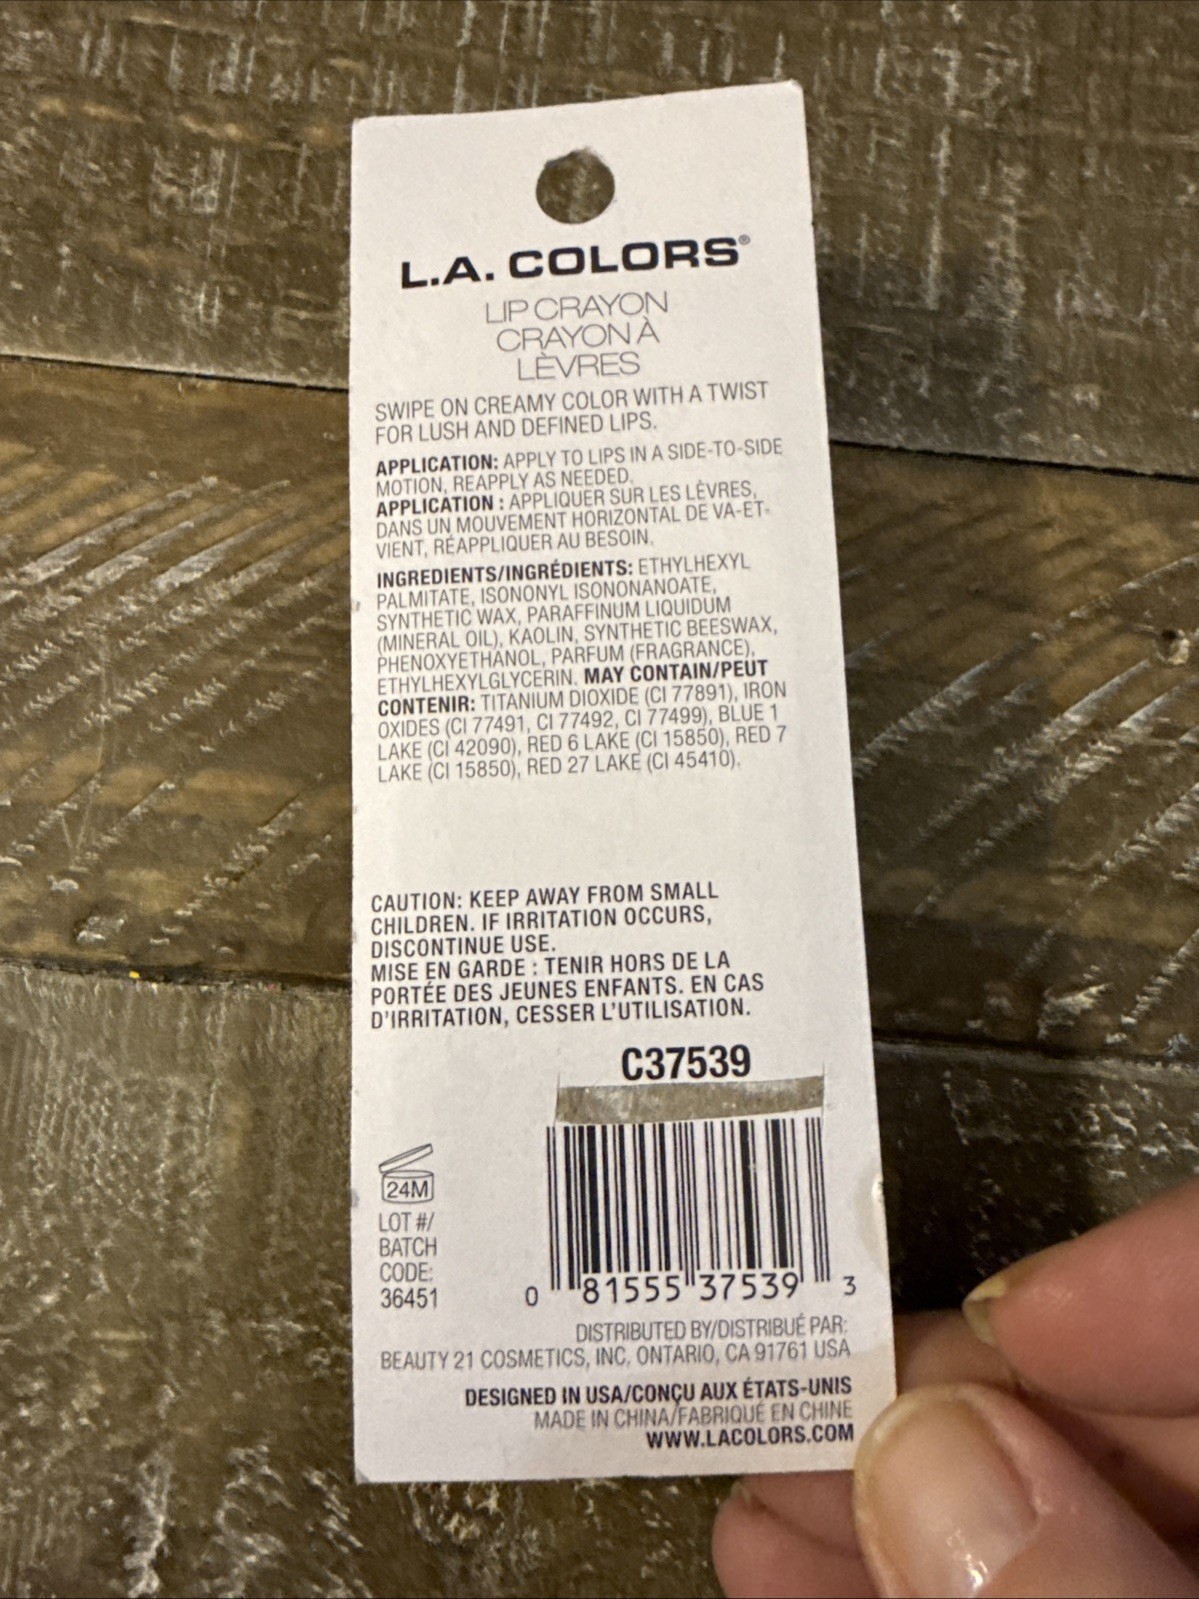 L.A. COLORS®
LIP CRAYON
CRAYON À
LÈVRES
SWIPE ON CREAMY COLOR WITH A TWIST
FOR LUSH AND DEFINED LIPS.
APPLICATION: APPLY TO LIPS IN A SIDE-TO-SIDE
MOTION, REAPPLY AS NEEDED.
APPLICATION : APPLIQUER SUR LES LÈVRES,
DANS UN MOUVEMENT HORIZONTAL DE VA-ET-
VIENT, RÉAPPLIQUER AU BESOIN.
INGREDIENTS/INGRÉDIENTS: ETHYLHEXYL
PALMITATE, ISONONYL ISONONANOATE,
SYNTHETIC WAX, PARAFFINUM LIQUIDUM
(MINERAL OIL), KAOLIN, SYNTHETIC BEESWAX,
PHENOXYETHANOL, PARFUM (FRAGRANCE),
ETHYLHEXYLGLYCERIN. MAY CONTAIN/PEUT
CONTENIR: TITANIUM DIOXIDE (CI 77891), IRON
OXIDES (CI 77491, CI 77492, CI 77499), BLUE 1
LAKE (CI 42090), RED 6 LAKE (CI 15850), RED 7
LAKE (CI 15850), RED 27 LAKE (CI 45410).
CAUTION: KEEP AWAY FROM SMALL
CHILDREN. IF IRRITATION OCCURS,
DISCONTINUE USE.
MISE EN GARDE : TENIR HORS DE LA
PORTÉE DES JEUNES ENFANTS. EN CAS
D'IRRITATION, CESSER L'UTILISATION.
C37539
24M
LOT #/
BATCH
CODE:
36451
0 81555 37539 3
DISTRIBUTED BY/DISTRIBUÉ PAR:
BEAUTY 21 COSMETICS, INC, ONTARIO, CA 91761 USA
DESIGNED IN USA/CONÇU AUX ÉTATS-UNIS
MADE IN CHINA/FABRIQUÉ EN CHINE
WWW.LACOLORS.COM